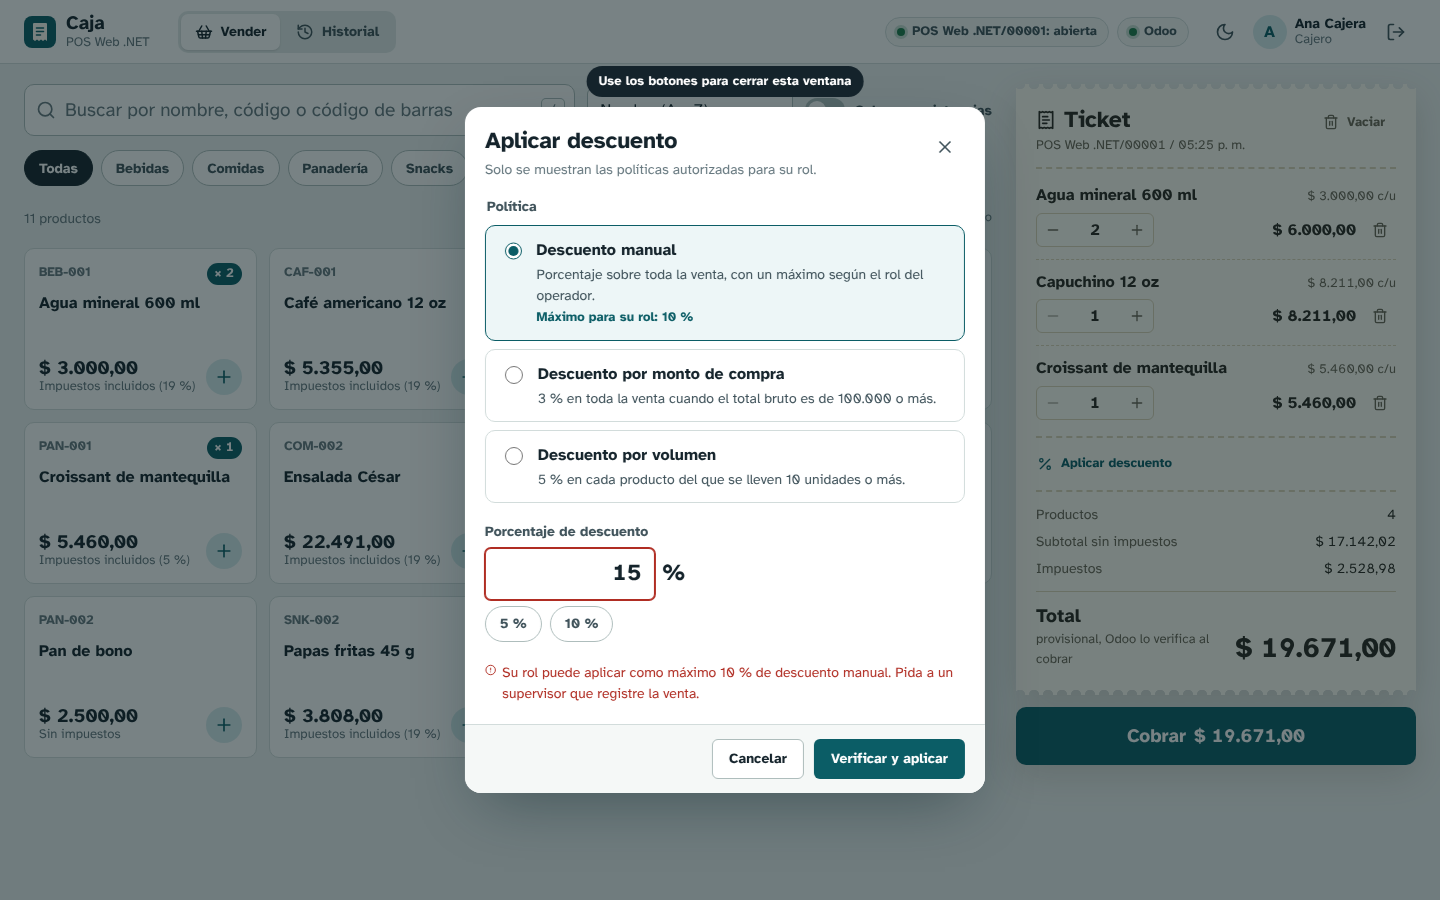 Caja
POS Web .NET
Vender
Historial
POS Web .NET/00001: abierta
Odoo
A
Ana Cajera
Cajero
Use los botones para cerrar esta ventana
Buscar por nombre, código o código de barras
Todas
Bebidas
Comidas
Panadería
Snacks
11 productos
BEB-001
× 2
Agua mineral 600 ml
$ 3.000,00
Impuestos incluidos (19 %)
CAF-001
Café americano 12 oz
$ 5.355,00
Impuestos incluidos (19 %)
PAN-001
× 1
Croissant de mantequilla
$ 5.460,00
Impuestos incluidos (5 %)
COM-002
Ensalada César
$ 22.491,00
Impuestos incluidos (19 %)
PAN-002
Pan de bono
$ 2.500,00
Sin impuestos
SNK-002
Papas fritas 45 g
$ 3.808,00
Impuestos incluidos (19 %)
Aplicar descuento
Solo se muestran las políticas autorizadas para su rol.
Política
Descuento manual
Porcentaje sobre toda la venta, con un máximo según el rol del
operador.
Máximo para su rol: 10 %
Descuento por monto de compra
3 % en toda la venta cuando el total bruto es de 100.000 o más.
Descuento por volumen
5 % en cada producto del que se lleven 10 unidades o más.
Porcentaje de descuento
15 %
5 %
10 %
Su rol puede aplicar como máximo 10 % de descuento manual. Pida a un
supervisor que registre la venta.
Cancelar
Verificar y aplicar
Ticket
Vaciar
POS Web .NET/00001 / 05:25 p. m.
Agua mineral 600 ml
$ 3.000,00 c/u
2
$ 6.000,00
Capuchino 12 oz
$ 8.211,00 c/u
1
$ 8.211,00
Croissant de mantequilla
$ 5.460,00 c/u
1
$ 5.460,00
Aplicar descuento
Productos
4
Subtotal sin impuestos
$ 17.142,02
Impuestos
$ 2.528,98
Total
provisional, Odoo lo verifica al
cobrar
$ 19.671,00
Cobrar $ 19.671,00